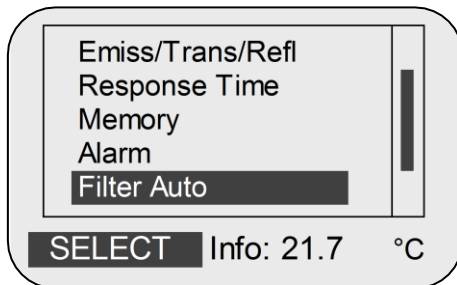 Emiss/Trans/Refl
Response Time
Memory
Alarm
Filter Auto
SELECT Info: 21.7 °C